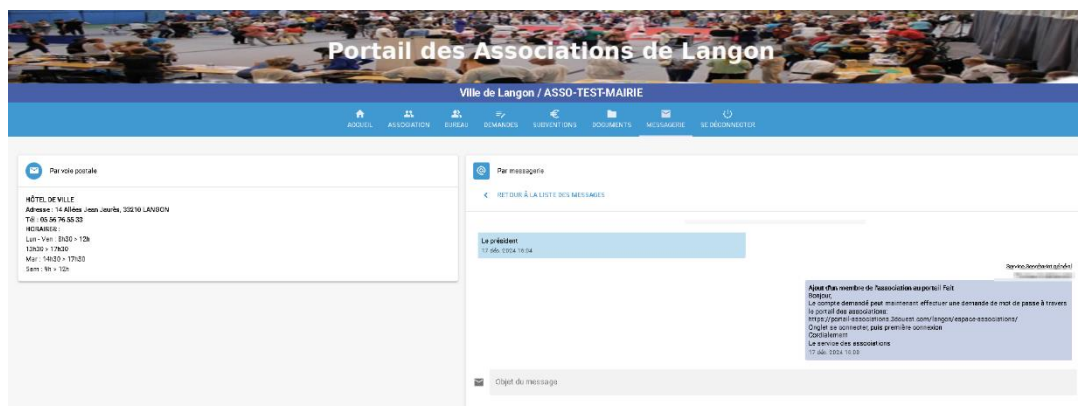 Portail des Associations de Langon
Ville de Langon / ASSO-TEST-MAIRIE
ACCUEIL ASSOCIATION BUREAU DEMANDES SUBVENTIONS DOCUMENTS MESSAGERIE SE DÉCONNECTER
Par voie postale
HÔTEL DE VILLE
Adresse : 14 Allées Jean Jaurès, 33210 LANGON
Tél : 05 56 76 55 33
HORAIRES :
Lun - Ven : 8h30 > 12h
13h30 > 17h30
Mar : 14h30 > 17h30
Sam : 9h > 12h
Par messagerie
RETOUR À LA LISTE DES MESSAGES
Le président
17 déc. 2024 16:04
Service Secrétariat général
Ajout d'un membre de l'association au portail Fait
Bonjour,
Le compte demandé peut maintenant effectuer une demande de mot de passe à travers
le portail des associations:
https://portail-associations.3douest.com/langon/espace-associations/
Onglet se connecter, puis première connexion
Cordialement
Le service des associations
17 déc. 2024
Objet du message